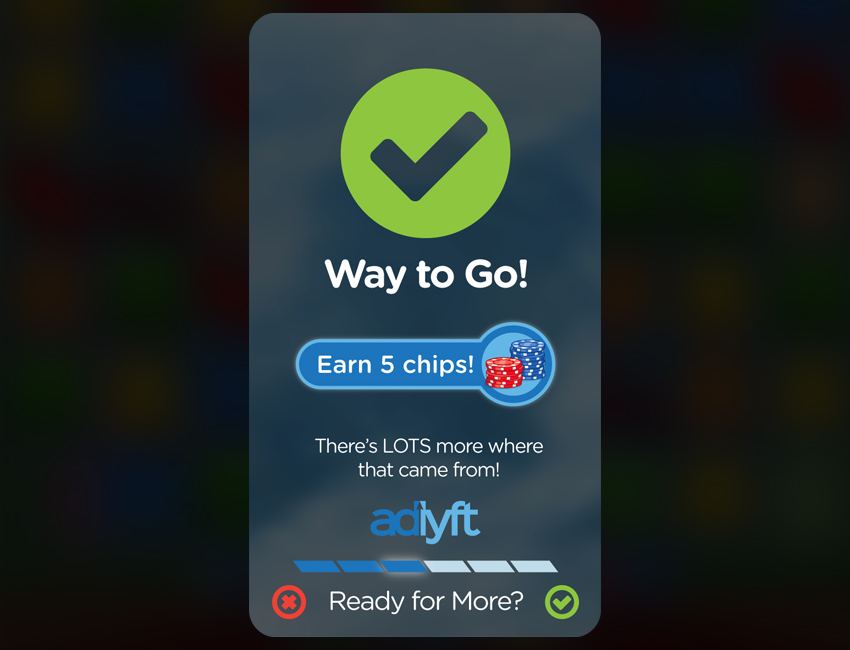 Way to Go!
Earn 5 chips!
There's LOTS more where
that came from!
adlyft
Ready for More?